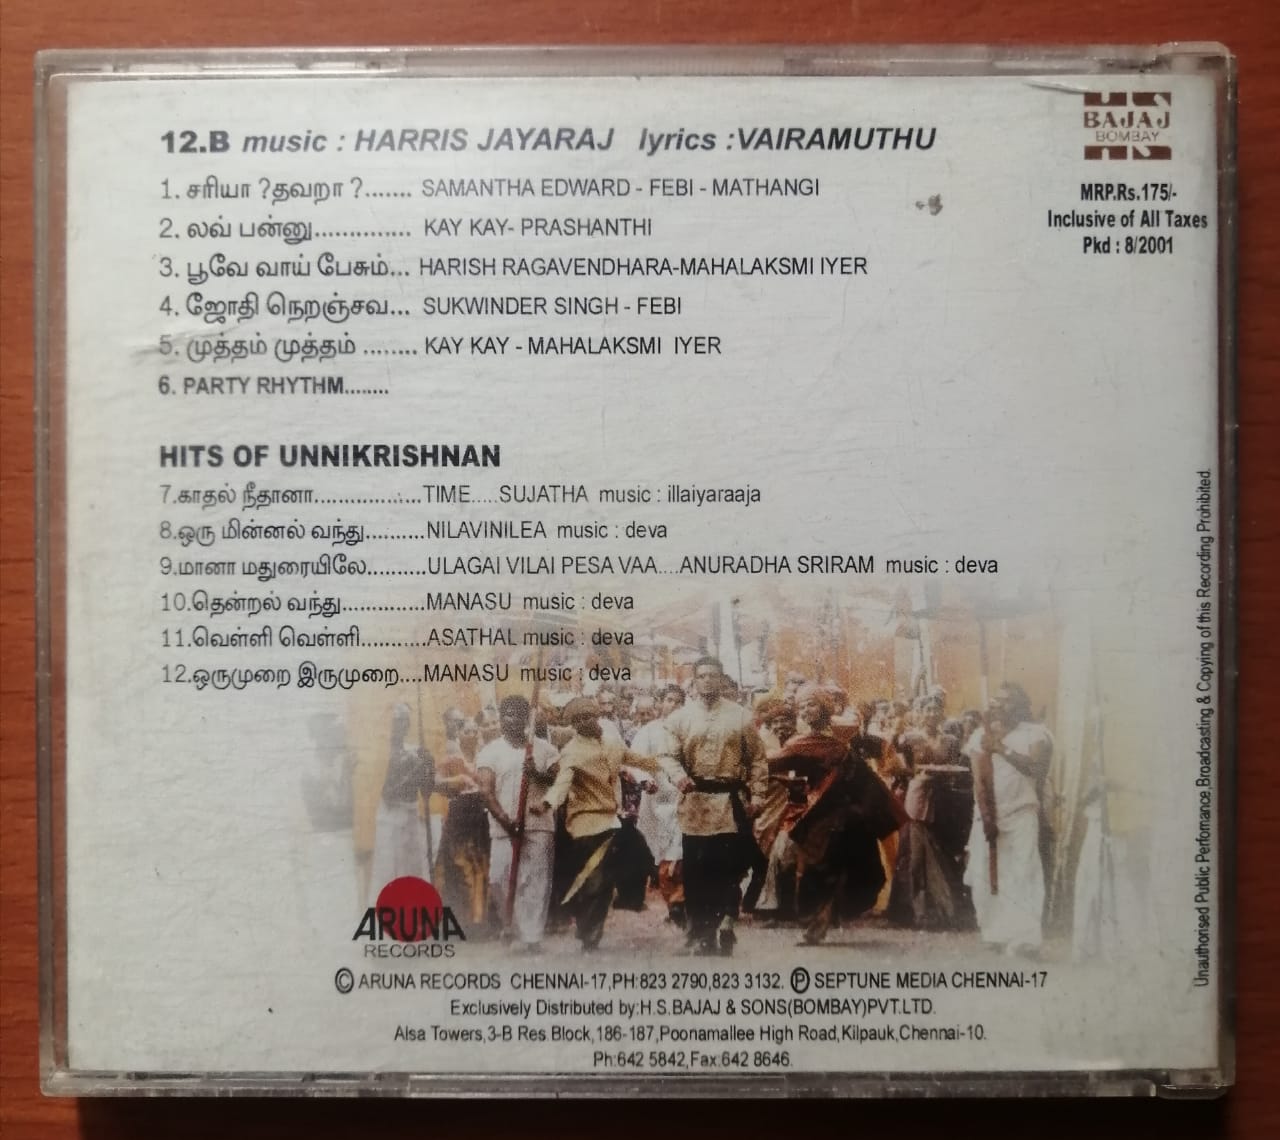 12.B music : HARRIS JAYARAJ lyrics :VAIRAMUTHU
1. சரியா ?தவறா ?....... SAMANTHA EDWARD - FEBI - MATHANGI
2. லவ் பன்னு.............. KAY KAY- PRASHANTHI
3. பூவே வாய் பேசும்... HARISH RAGAVENDHARA-MAHALAKSMI IYER
4. ஜோதி நெறஞ்சவ... SUKWINDER SINGH - FEBI
5. முத்தம் முத்தம் ........ KAY KAY - MAHALAKSMI IYER
6. PARTY RHYTHM........
HS
BAJAJ
BOMBAY
HS
MRP.Rs.175/-
Inclusive of All Taxes
Pkd : 8/2001
HITS OF UNNIKRISHNAN
7.காதல் நீதானா..................TIME.....SUJATHA music : illaiyaraaja
8.ஒரு மின்னல் வந்து..........NILAVINILEA music : deva
9.மானா மதுரையிலே..........ULAGAI VILAI PESA VAA....ANURADHA SRIRAM music : deva
10.தென்றல் வந்து..............MANASU music : deva
11.வெள்ளி வெள்ளி...........ASATHAL music : deva
12.ஒருமுறை இருமுறை....MANASU music : deva
ARUNA
RECORDS
© ARUNA RECORDS CHENNAI-17,PH:823 2790,823 3132. ℗ SEPTUNE MEDIA CHENNAI-17
Exclusively Distributed by:H.S.BAJAJ & SONS(BOMBAY)PVT.LTD.
Alsa Towers,3-B Res.Block,186-187,Poonamallee High Road,Kilpauk,Chennai-10.
Ph:642 5842,Fax:642 8646.
Unauthorised Public Perfomance,Broadcasting & Copying of this Recording Prohibited.